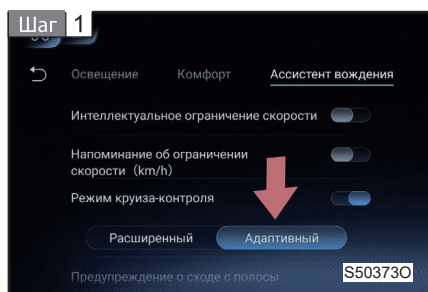 Шаг 1
Освещение Комфорт Ассистент вождения
Интеллектуальное ограничение скорости
Напоминание об ограничении
скорости (km/h)
Режим круиза-контроля
Расширенный Адаптивный
Предупреждение о сходе с полосы
S50373O